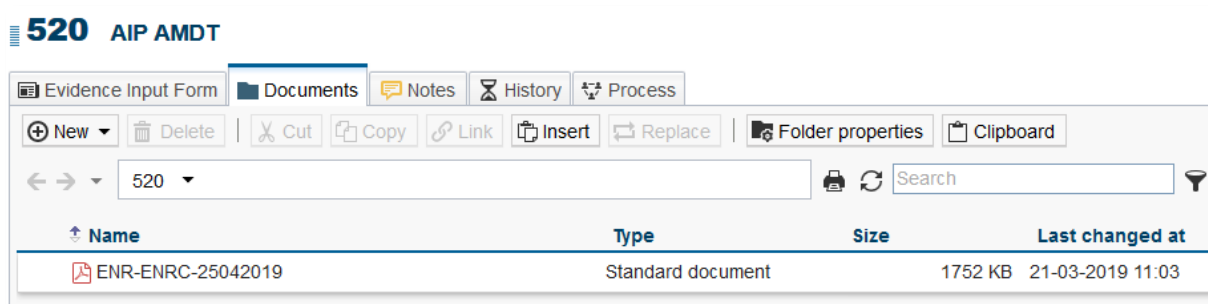 520 AIP AMDT
Evidence Input Form Documents Notes History Process
New Delete Cut Copy Link Insert Replace Folder properties Clipboard
520 Search
Name Type Size Last changed at
ENR-ENRC-25042019 Standard document 1752 KB 21-03-2019 11:03